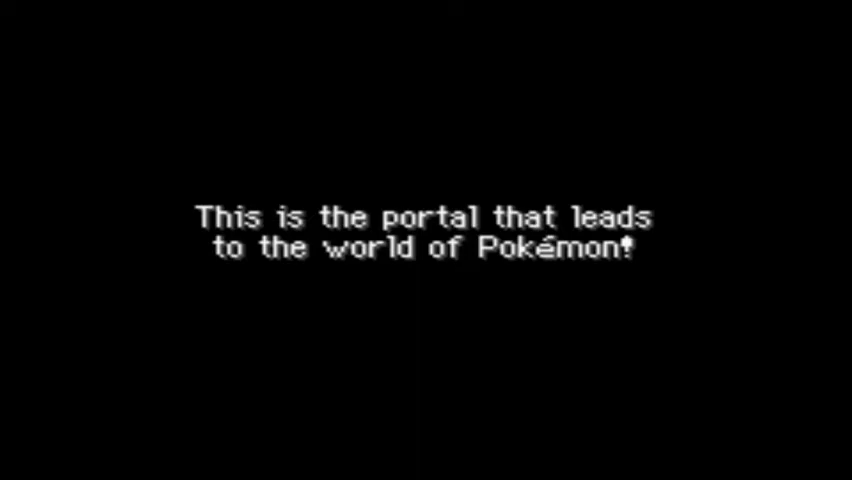 This is the portal that leads
to the world of Pokémon!